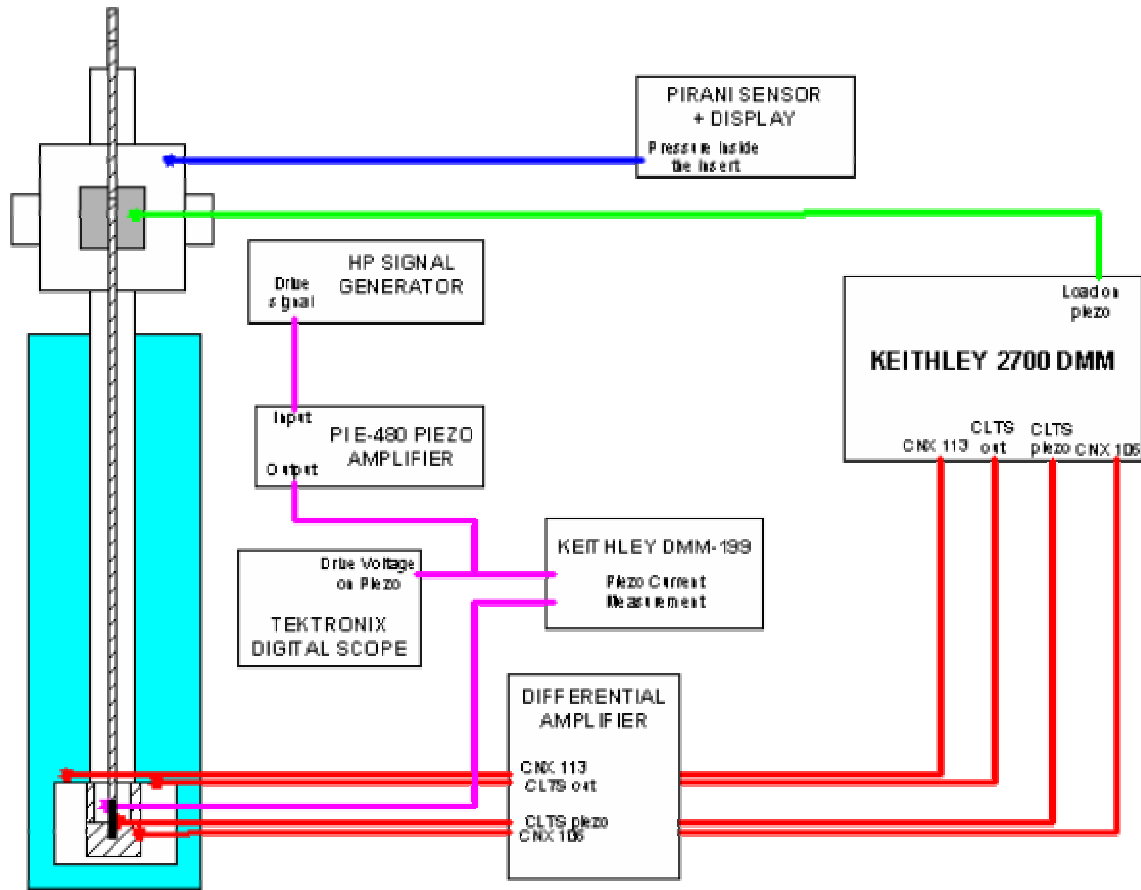 PIRANI SENSOR
+ DISPLAY
Pressure inside
the insert
HP SIGNAL
GENERATOR
Drive
signal
Load on
piezo
KEITHLEY 2700 DMM
CNX 113
CLTS
out
CLTS
piezo
CNX 106
Input
PI E-480 PIEZO
AMPLIFIER
Output
Drive Voltage
on Piezo
TEKTRONIX
DIGITAL SCOPE
KEITHLEY DMM-199
Piezo Current
Measurement
DIFFERENTIAL
AMPLIFIER
CNX 113
CLTS out
CLTS piezo
CNX 106